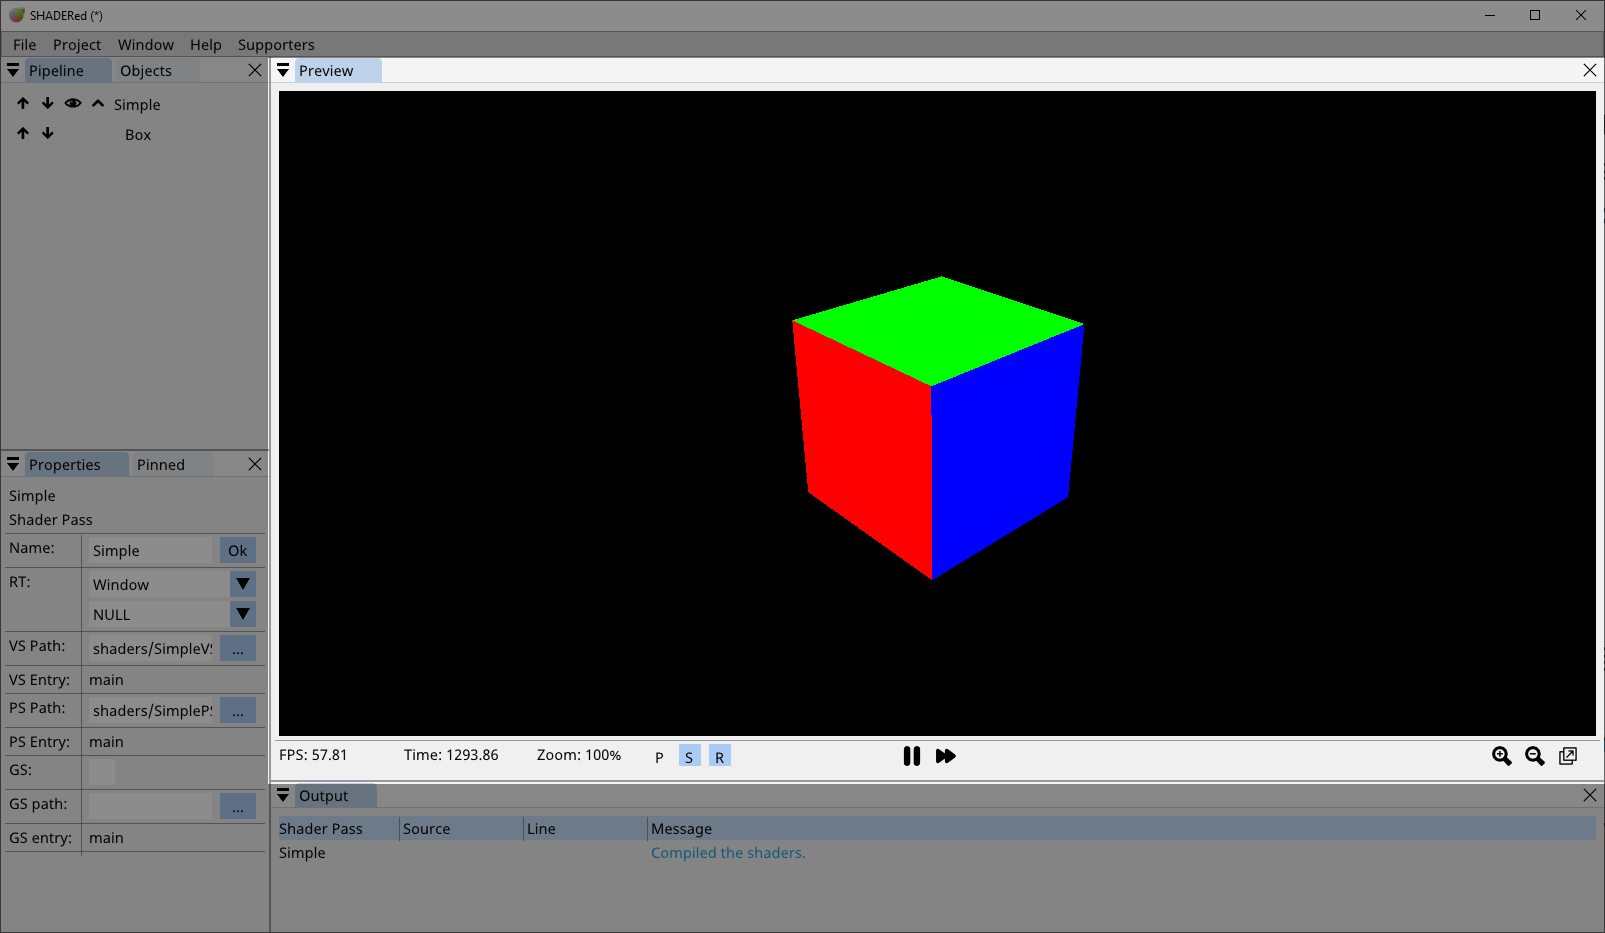 SHADERed (*)
File Project Window Help Supporters
Pipeline Objects
Simple
Box
Properties Pinned
Simple
Shader Pass
Name: Simple Ok
RT: Window
NULL
VS Path: shaders/SimpleVS ...
VS Entry: main
PS Path: shaders/SimplePS ...
PS Entry: main
GS:
GS path: ...
GS entry: main
Preview
FPS: 57.81 Time: 1293.86 Zoom: 100% P S R
Output
Shader Pass Source Line Message
Simple Compiled the shaders.